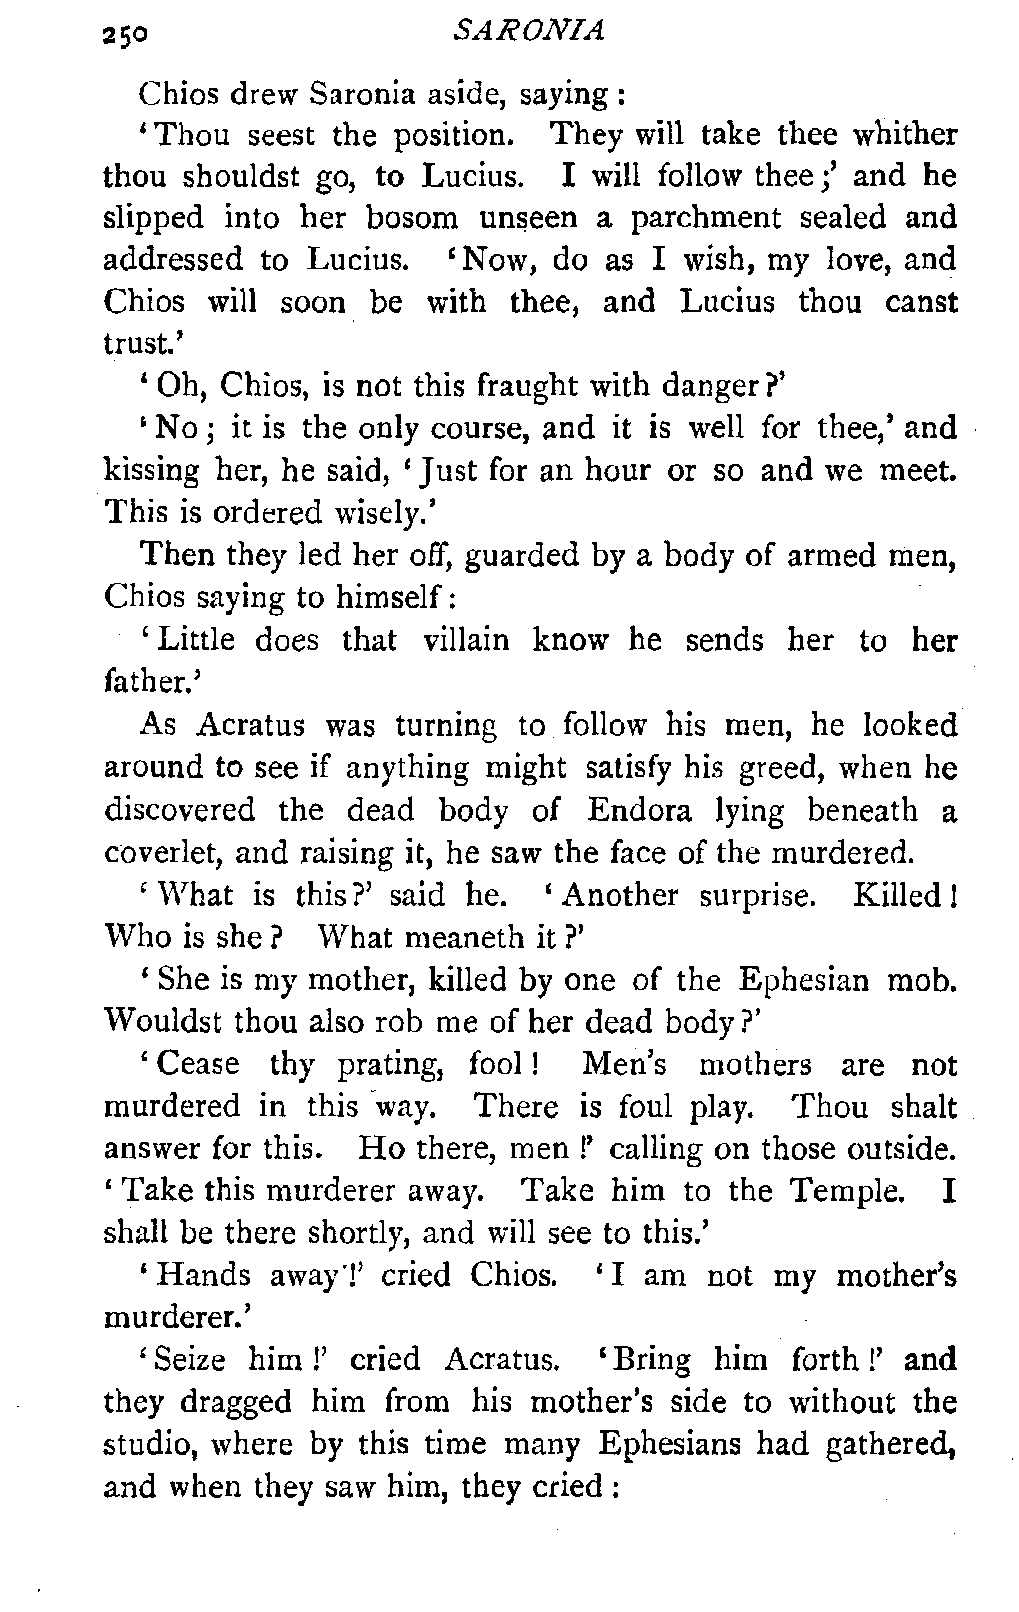 250 SARONIA
Chios drew Saronia aside, saying :
‘Thou seest the position. They will take thee whither
thou shouldst go, to Lucius. I will follow thee ;’ and he
slipped into her bosom unseen a parchment sealed and
addressed to Lucius. ‘Now, do as I wish, my love, and
Chios will soon be with thee, and Lucius thou canst
trust.’
‘Oh, Chios, is not this fraught with danger ?’
‘No ; it is the only course, and it is well for thee,’ and
kissing her, he said, ‘Just for an hour or so and we meet.
This is ordered wisely.’
Then they led her off, guarded by a body of armed men,
Chios saying to himself :
‘Little does that villain know he sends her to her
father.’
As Acratus was turning to follow his men, he looked
around to see if anything might satisfy his greed, when he
discovered the dead body of Endora lying beneath a
coverlet, and raising it, he saw the face of the murdered.
‘What is this ?’ said he. ‘Another surprise. Killed !
Who is she ? What meaneth it ?’
‘She is my mother, killed by one of the Ephesian mob.
Wouldst thou also rob me of her dead body ?’
‘Cease thy prating, fool ! Men’s mothers are not
murdered in this way. There is foul play. Thou shalt
answer for this. Ho there, men !’ calling on those outside.
‘Take this murderer away. Take him to the Temple. I
shall be there shortly, and will see to this.’
‘Hands away !’ cried Chios. ‘I am not my mother’s
murderer.’
‘Seize him !’ cried Acratus. ‘Bring him forth !’ and
they dragged him from his mother’s side to without the
studio, where by this time many Ephesians had gathered,
and when they saw him, they cried :